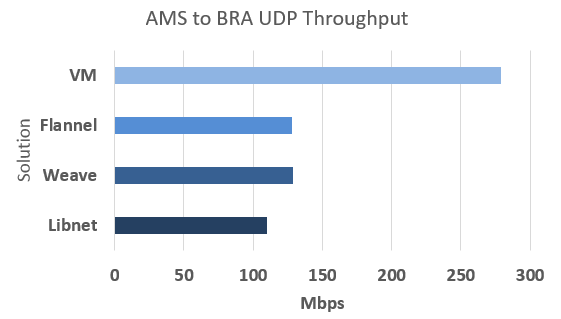 AMS to BRA UDP Throughput
Solution
VM
Flannel
Weave
Libnet
0 50 100 150 200 250 300
Mbps